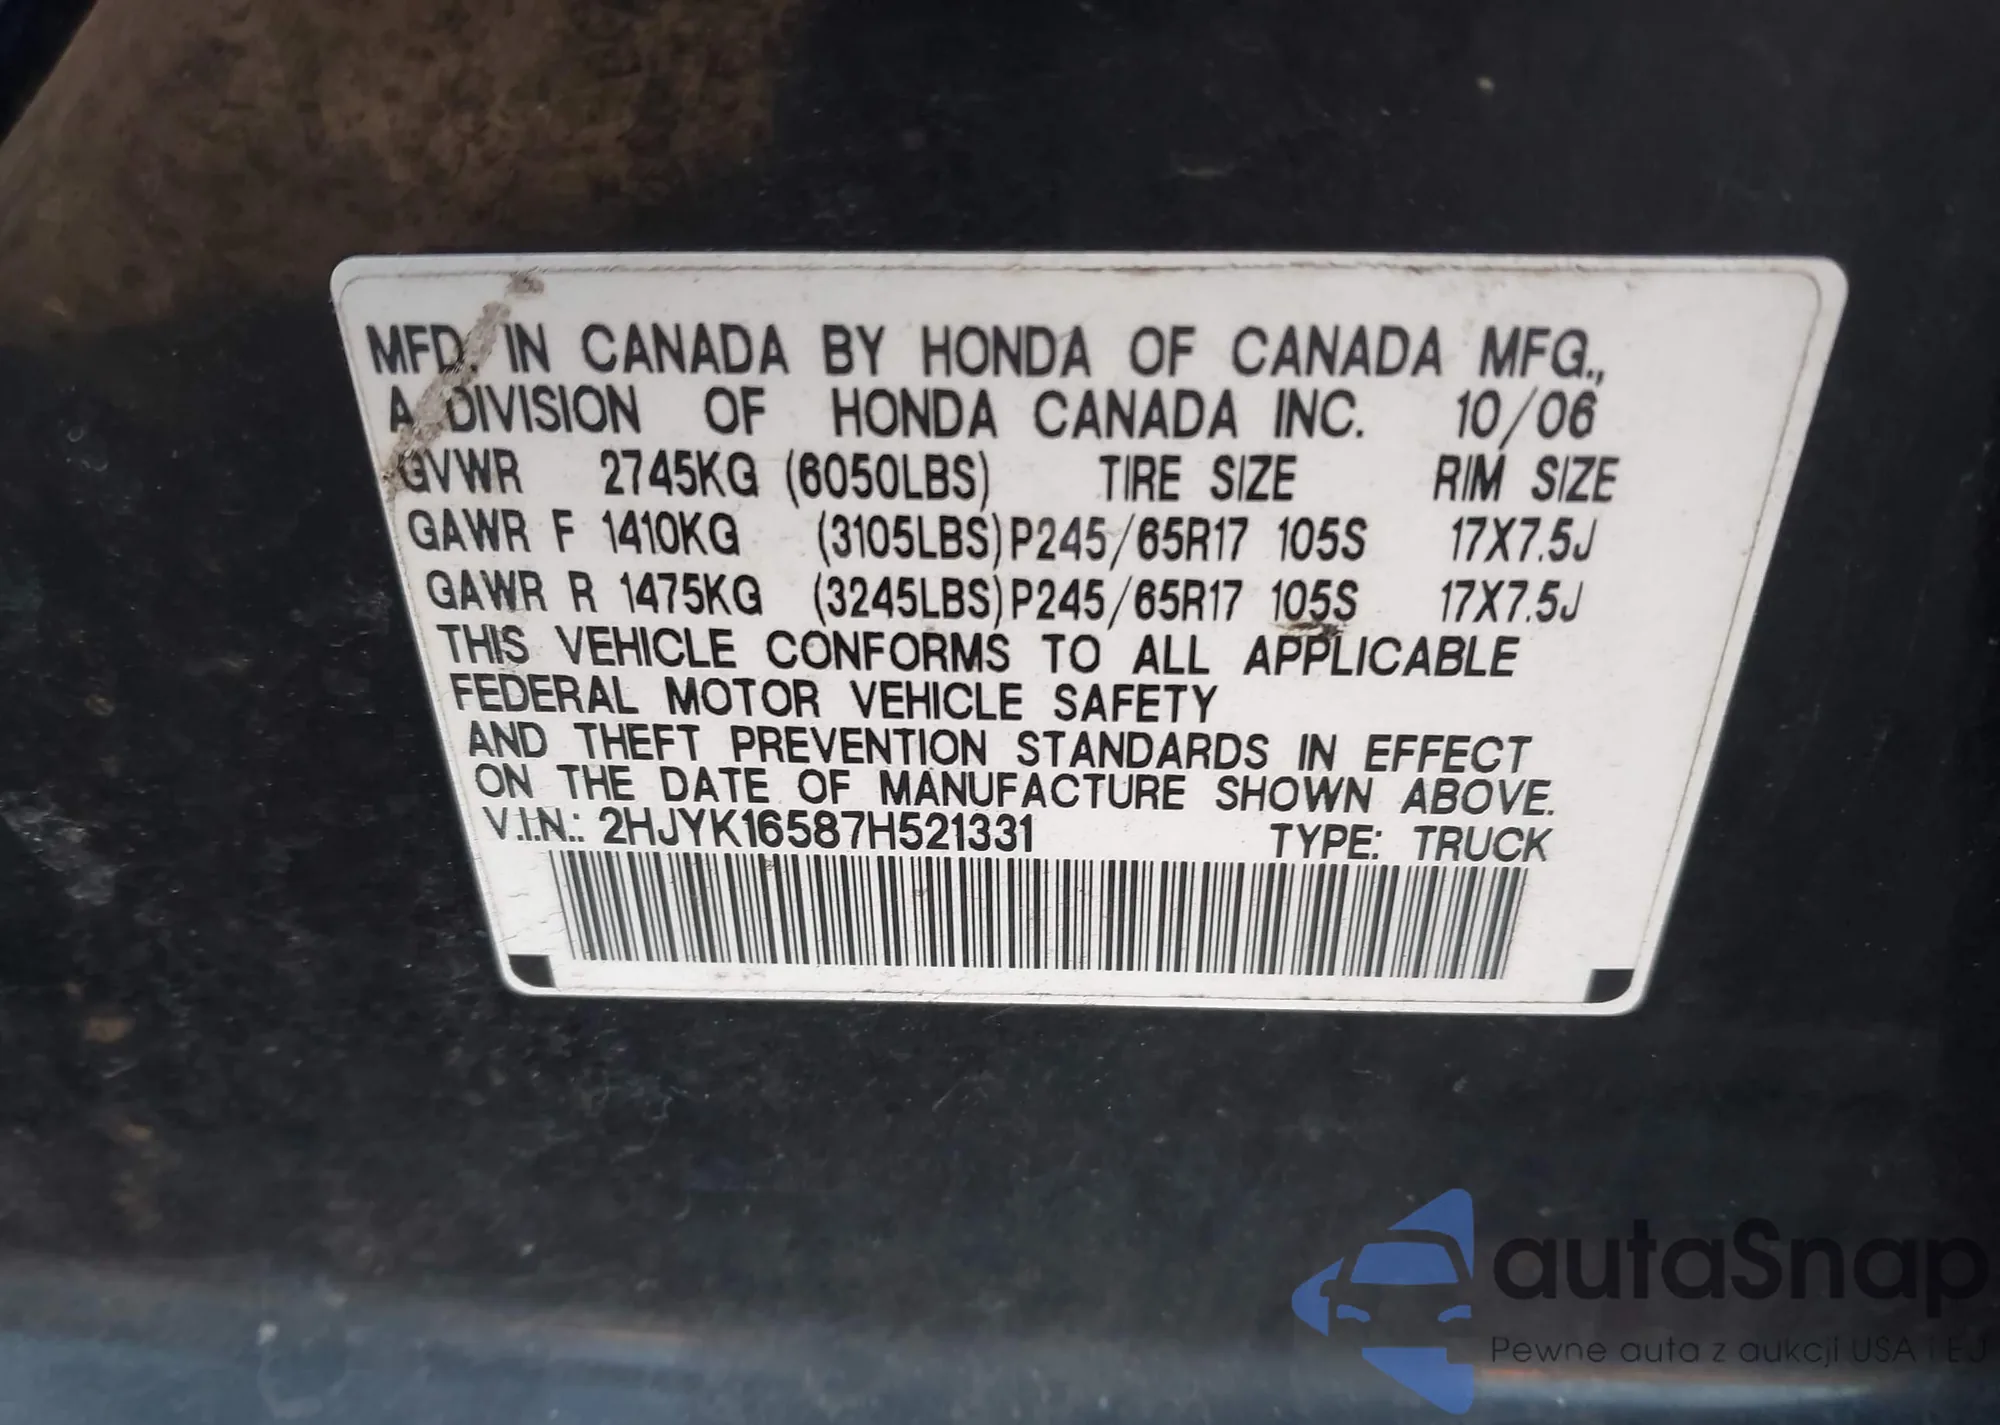 MFD. IN CANADA BY HONDA OF CANADA MFG.,
A DIVISION OF HONDA CANADA INC. 10/06
GVWR 2745KG (6050LBS) TIRE SIZE RIM SIZE
GAWR F 1410KG (3105LBS) P245/65R17 105S 17X7.5J
GAWR R 1475KG (3245LBS) P245/65R17 105S 17X7.5J
THIS VEHICLE CONFORMS TO ALL APPLICABLE
FEDERAL MOTOR VEHICLE SAFETY
AND THEFT PREVENTION STANDARDS IN EFFECT
ON THE DATE OF MANUFACTURE SHOWN ABOVE.
V.I.N.: 2HJYK16587H521331 TYPE: TRUCK
autaSnap
Pewne auta z aukcji USA i EJ